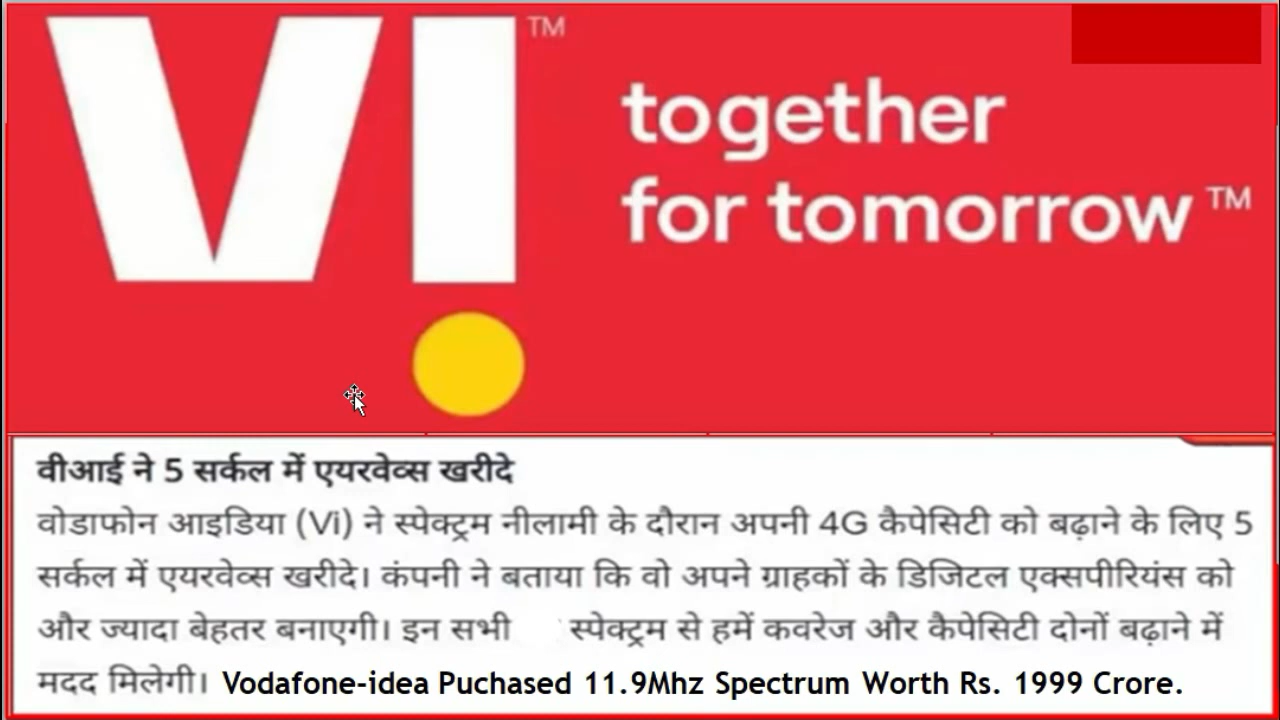 VI™
together
for tomorrow™
वीआई ने 5 सर्कल में एयरवेव्स खरीदे
वोडाफोन आइडिया (Vi) ने स्पेक्ट्रम नीलामी के दौरान अपनी 4G कैपेसिटी को बढ़ाने के लिए 5
सर्कल में एयरवेव्स खरीदे। कंपनी ने बताया कि वो अपने ग्राहकों के डिजिटल एक्सपीरियंस को
और ज्यादा बेहतर बनाएगी। इन सभी स्पेक्ट्रम से हमें कवरेज और कैपेसिटी दोनों बढ़ाने में
मदद मिलेगी। Vodafone-idea Puchased 11.9Mhz Spectrum Worth Rs. 1999 Crore.